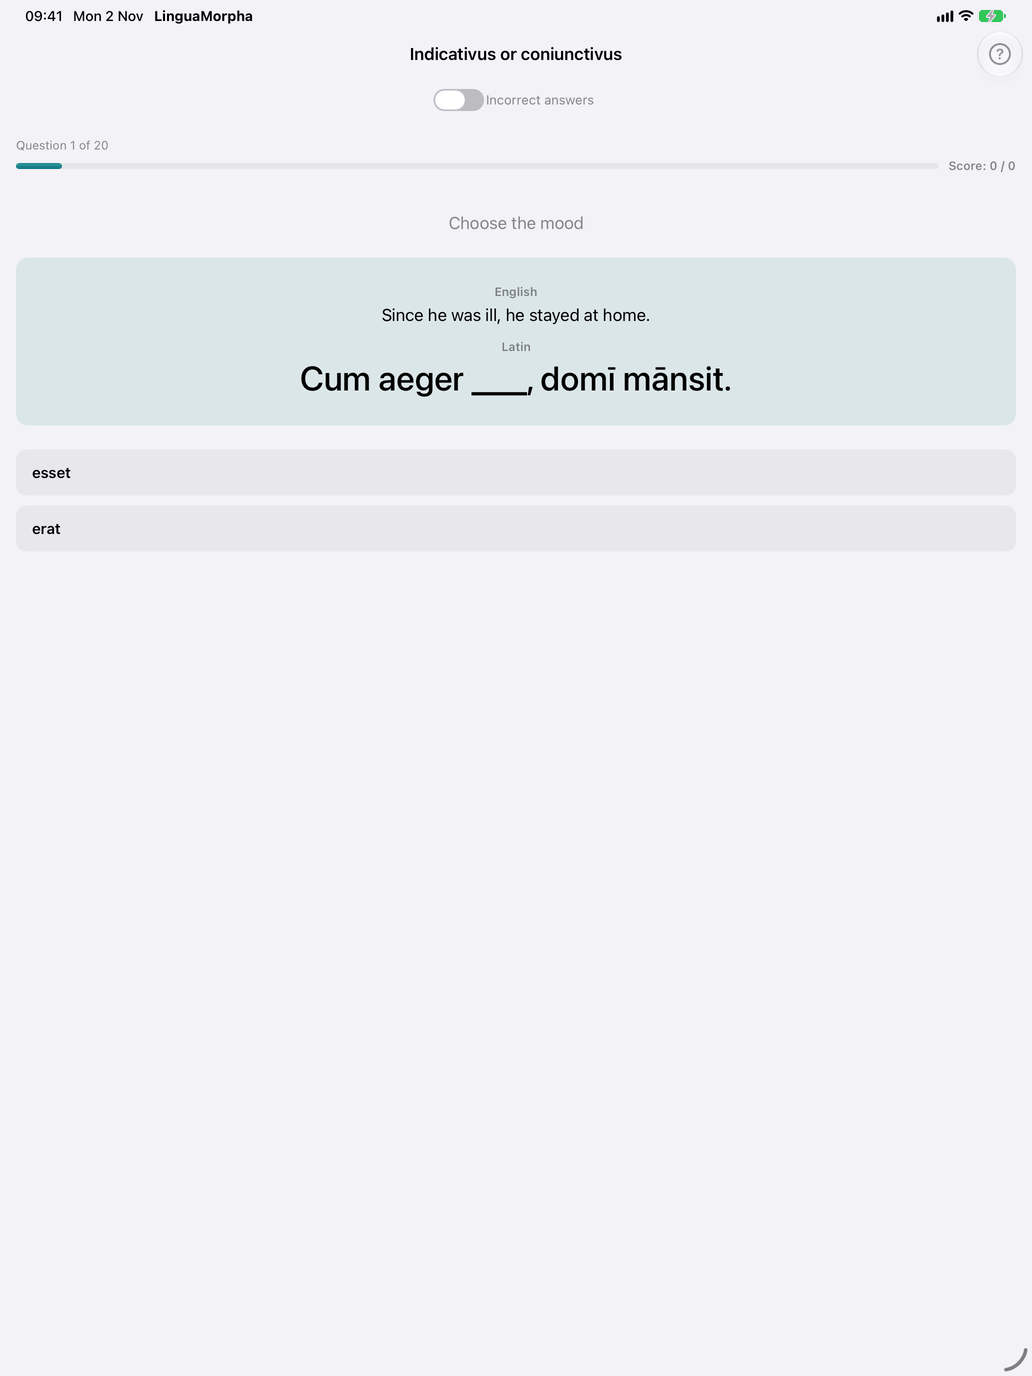 09:41 Mon 2 Nov LinguaMorpha
Indicativus or coniunctivus
?
Incorrect answers
Question 1 of 20
Score: 0 / 0
Choose the mood
English
Since he was ill, he stayed at home.
Latin
Cum aeger ____, domī mānsit.
esset
erat